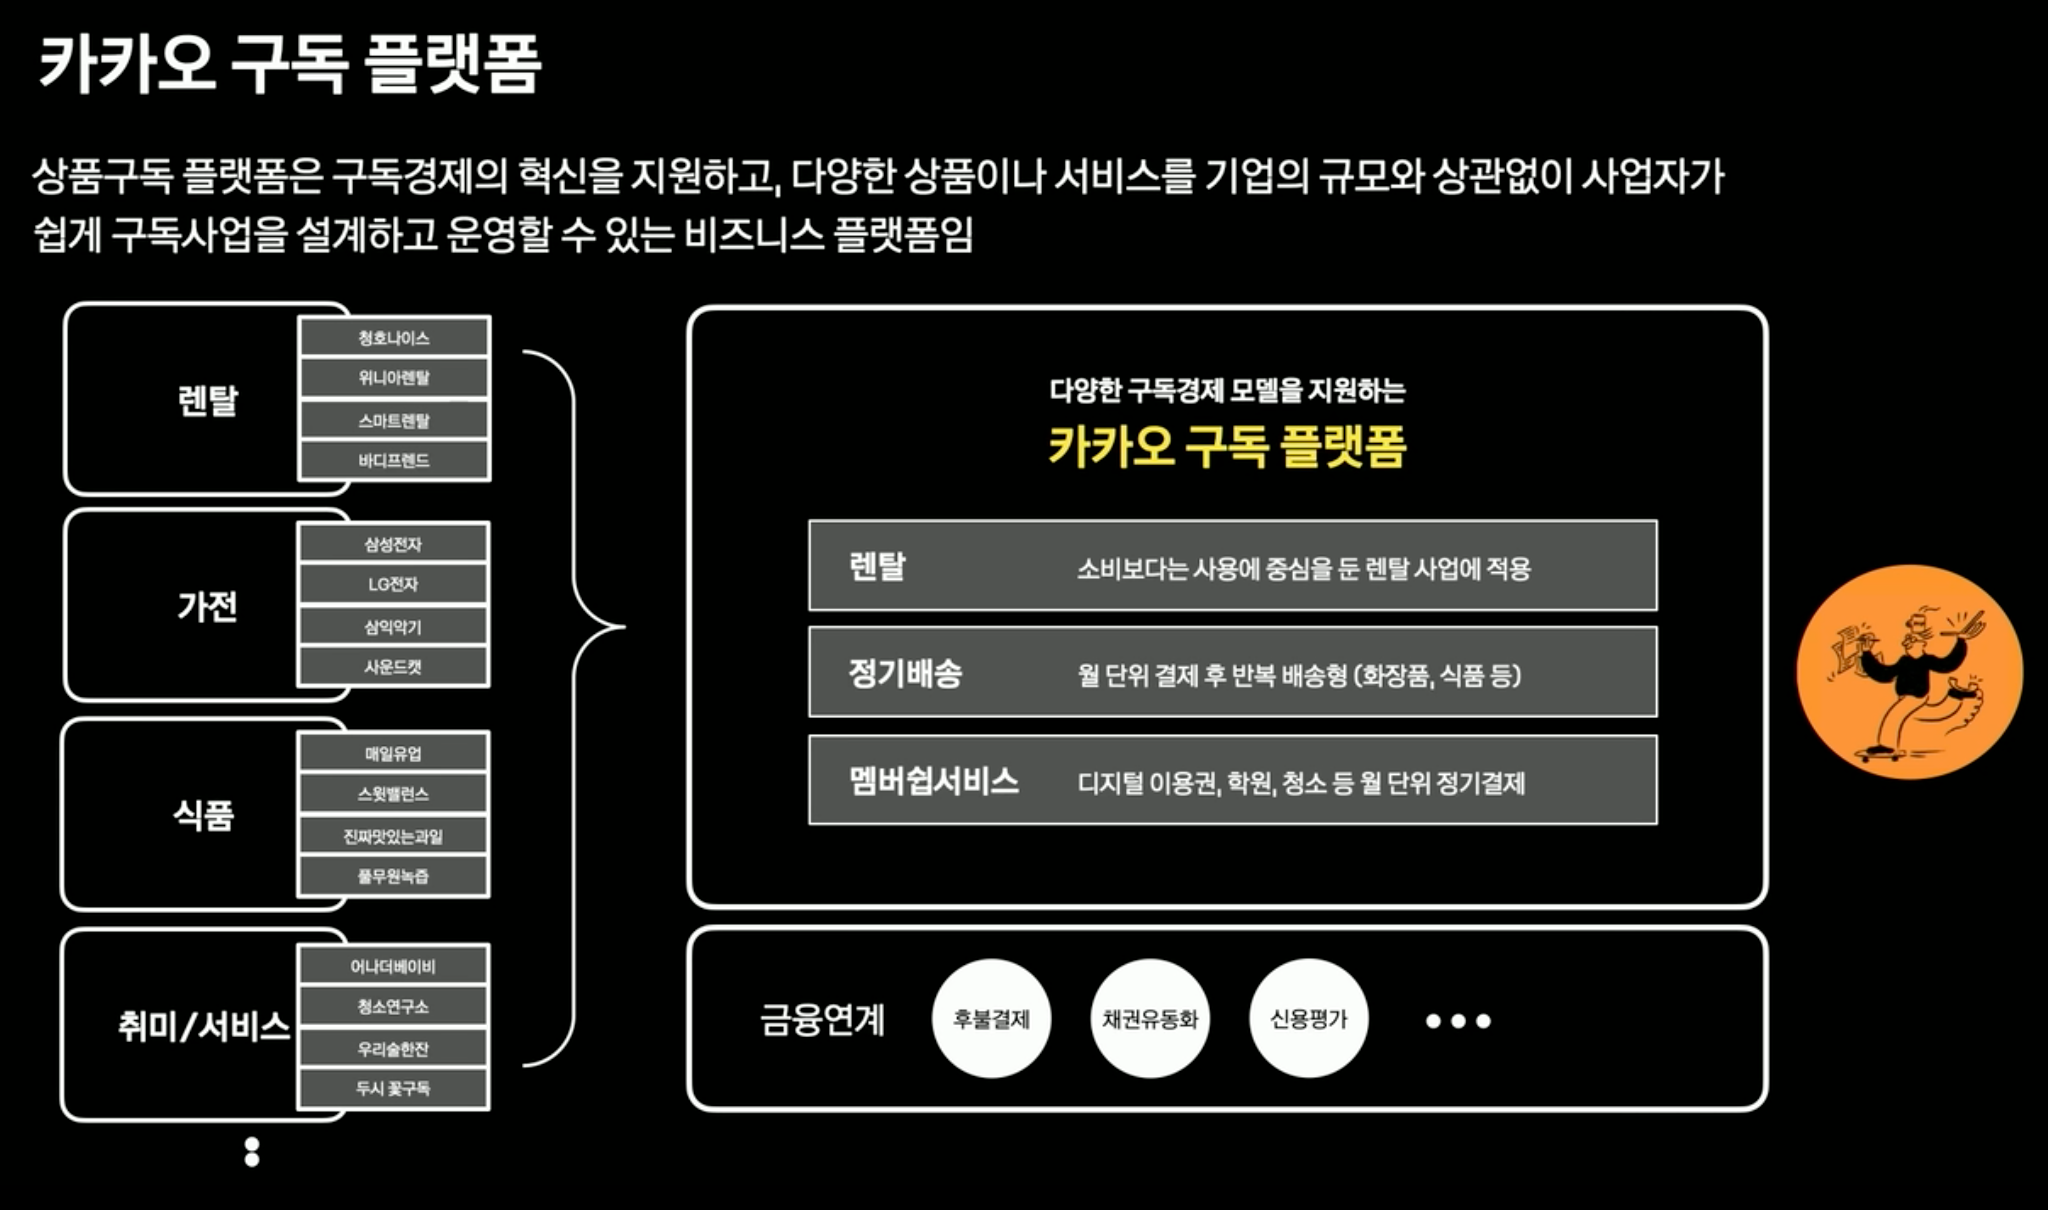 카카오 구독 플랫폼
상품구독 플랫폼은 구독경제의 혁신을 지원하고, 다양한 상품이나 서비스를 기업의 규모와 상관없이 사업자가
쉽게 구독사업을 설계하고 운영할 수 있는 비즈니스 플랫폼임
렌탈
청호나이스
위니아렌탈
스마트렌탈
바디프렌드
가전
삼성전자
LG전자
삼익악기
사운드캣
식품
매일유업
스윗밸런스
진짜맛있는과일
풀무원녹즙
취미/서비스
어나더베이비
청소연구소
우리술한잔
두시 꽃구독
다양한 구독경제 모델을 지원하는
카카오 구독 플랫폼
렌탈 소비보다는 사용에 중심을 둔 렌탈 사업에 적용
정기배송 월 단위 결제 후 반복 배송형 (화장품, 식품 등)
멤버쉽서비스 디지털 이용권, 학원, 청소 등 월 단위 정기결제
금융연계 후불결제 채권유동화 신용평가 •••